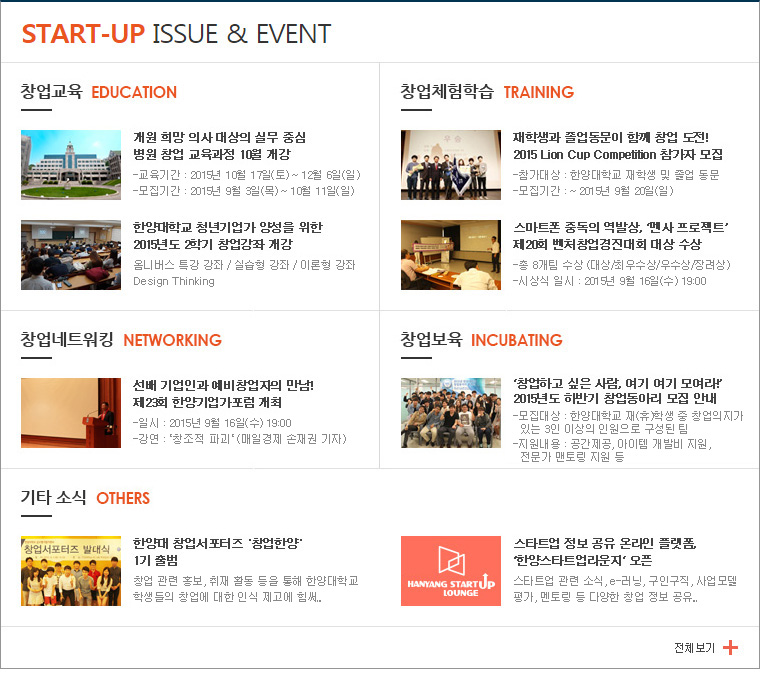 START-UP ISSUE & EVENT
창업교육 EDUCATION
개원 희망 의사 대상의 실무 중심
병원 창업 교육과정 10월 개강
-교육기간 : 2015년 10월 17일(토) ~ 12월 6일(일)
-모집기간 : 2015년 9월 3일(목) ~ 10월 11일(일)
한양대학교 청년기업가 양성을 위한
2015년도 2학기 창업강좌 개강
옴니버스 특강 강좌 / 실습형 강좌 / 이론형 강좌
Design Thinking
창업체험학습 TRAINING
재학생과 졸업동문이 함께 창업 도전!
2015 Lion Cup Competition 참가자 모집
-참가대상 : 한양대학교 재학생 및 졸업 동문
-모집기간 : ~ 2015년 9월 20일(일)
스마트폰 중독의 역발상, '멘사 프로젝트'
제20회 벤처창업경진대회 대상 수상
-총 8개팀 수상 (대상/최우수상/우수상/장려상)
-시상식 일시 : 2015년 9월 16일(수) 19:00
창업네트워킹 NETWORKING
선배 기업인과 예비창업자의 만남!
제23회 한양기업가포럼 개최
-일시 : 2015년 9월 16일(수) 19:00
-강연 : '창조적 파괴' (매일경제 손재권 기자)
창업보육 INCUBATING
'창업하고 싶은 사람, 여기 여기 모여라!'
2015년도 하반기 창업동아리 모집 안내
-모집대상 : 한양대학교 재(휴)학생 중 창업의지가
있는 3인 이상의 인원으로 구성된 팀
-지원내용 : 공간제공, 아이템 개발비 지원,
전문가 멘토링 지원 등
기타 소식 OTHERS
창업서포터즈 발대식
한양대 창업서포터즈 '창업한양'
1기 출범
창업 관련 홍보, 취재 활동 등을 통해 한양대학교
학생들의 창업에 대한 인식 제고에 힘써..
HANYANG STARTUP
LOUNGE
스타트업 정보 공유 온라인 플랫폼,
'한양스타트업라운지' 오픈
스타트업 관련 소식, e-러닝, 구인구직, 사업모델
평가, 멘토링 등 다양한 창업 정보 공유..
전체보기 +